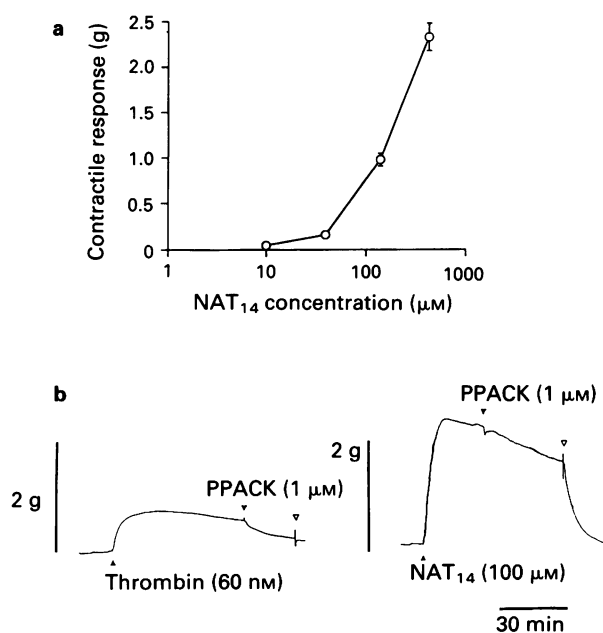 a
Contractile response (g)
2.5
2.0
1.5
1.0
0.5
0
1
10
100
1000
NAT₁₄ concentration (μM)
b
2 g
PPACK (1 μM)
Thrombin (60 nM)
2 g
PPACK (1 μM)
NAT₁₄ (100 μM)
30 min